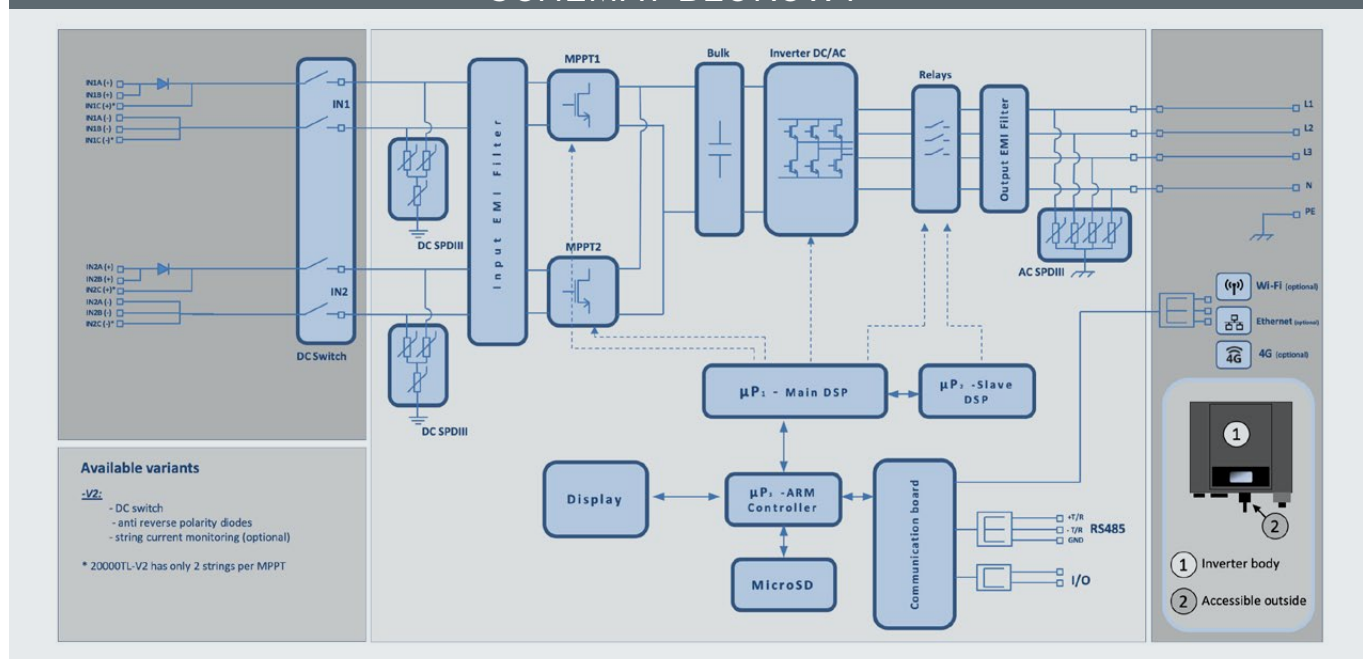 MPPT1
Bulk
Inverter DC/AC
Relays
IN1A (+)
IN1B (+)
IN1C (+)*
IN1A (-)
IN1B (-)
IN1C (-)*
IN1
Input EMI Filter
Output EMI Filter
L1
L2
L3
N
PE
DC SPDIII
AC SPDIII
MPPT2
IN2A (+)
IN2B (+)
IN2C (+)*
IN2A (-)
IN2B (-)
IN2C (-)*
IN2
DC Switch
DC SPDIII
Wi-Fi (optional)
Ethernet (optional)
4G
4G (optional)
µP₁ - Main DSP
-Slave
DSP
Available variants
-V2:
- DC switch
- anti reverse polarity diodes
- string current monitoring (optional)
* 20000TL-V2 has only 2 strings per MPPT
Display
-ARM
Controller
MicroSD
Communication board
+T/R
- T/R
GND
RS485
I/O
1
2
1 Inverter body
2 Accessible outside